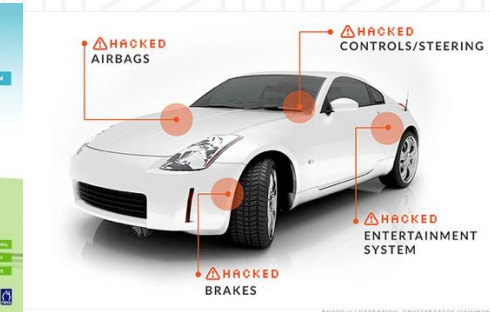 HACKED
AIRBAGS
HACKED
CONTROLS/STEERING
HACKED
ENTERTAINMENT
SYSTEM
HACKED
BRAKES